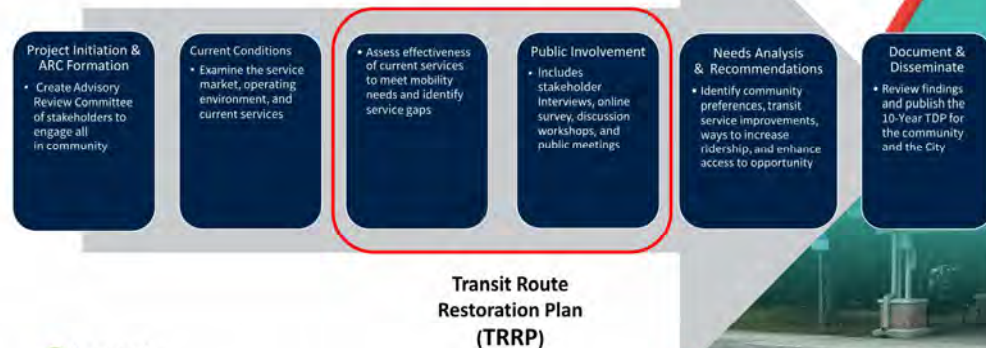 Project Initiation &
ARC Formation
• Create Advisory
Review Committee
of stakeholders to
engage all
in community
Current Conditions
• Examine the service
market, operating
environment, and
current services
• Assess effectiveness
of current services
to meet mobility
needs and identify
service gaps
Public Involvement
• Includes
stakeholder
Interviews, online
survey, discussion
workshops, and
public meetings
Needs Analysis
& Recommendations
• Identify community
preferences, transit
service improvements,
ways to increase
ridership, and enhance
access to opportunity
Document &
Disseminate
• Review findings
and publish the
10-Year TDP for
the community
and the City
Transit Route
Restoration Plan
(TRRP)